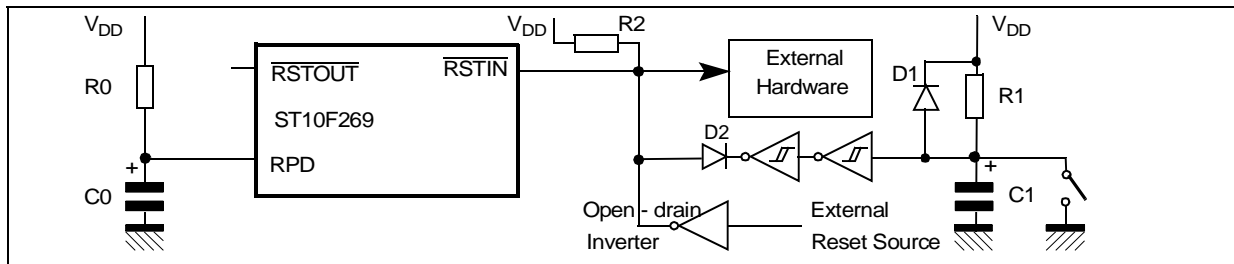 VDD
R0
+
C0
RSTOUT
RSTIN
ST10F269
RPD
VDD
R2
External
Hardware
D2
Open - drain
Inverter
External
Reset Source
D1
VDD
R1
+
C1